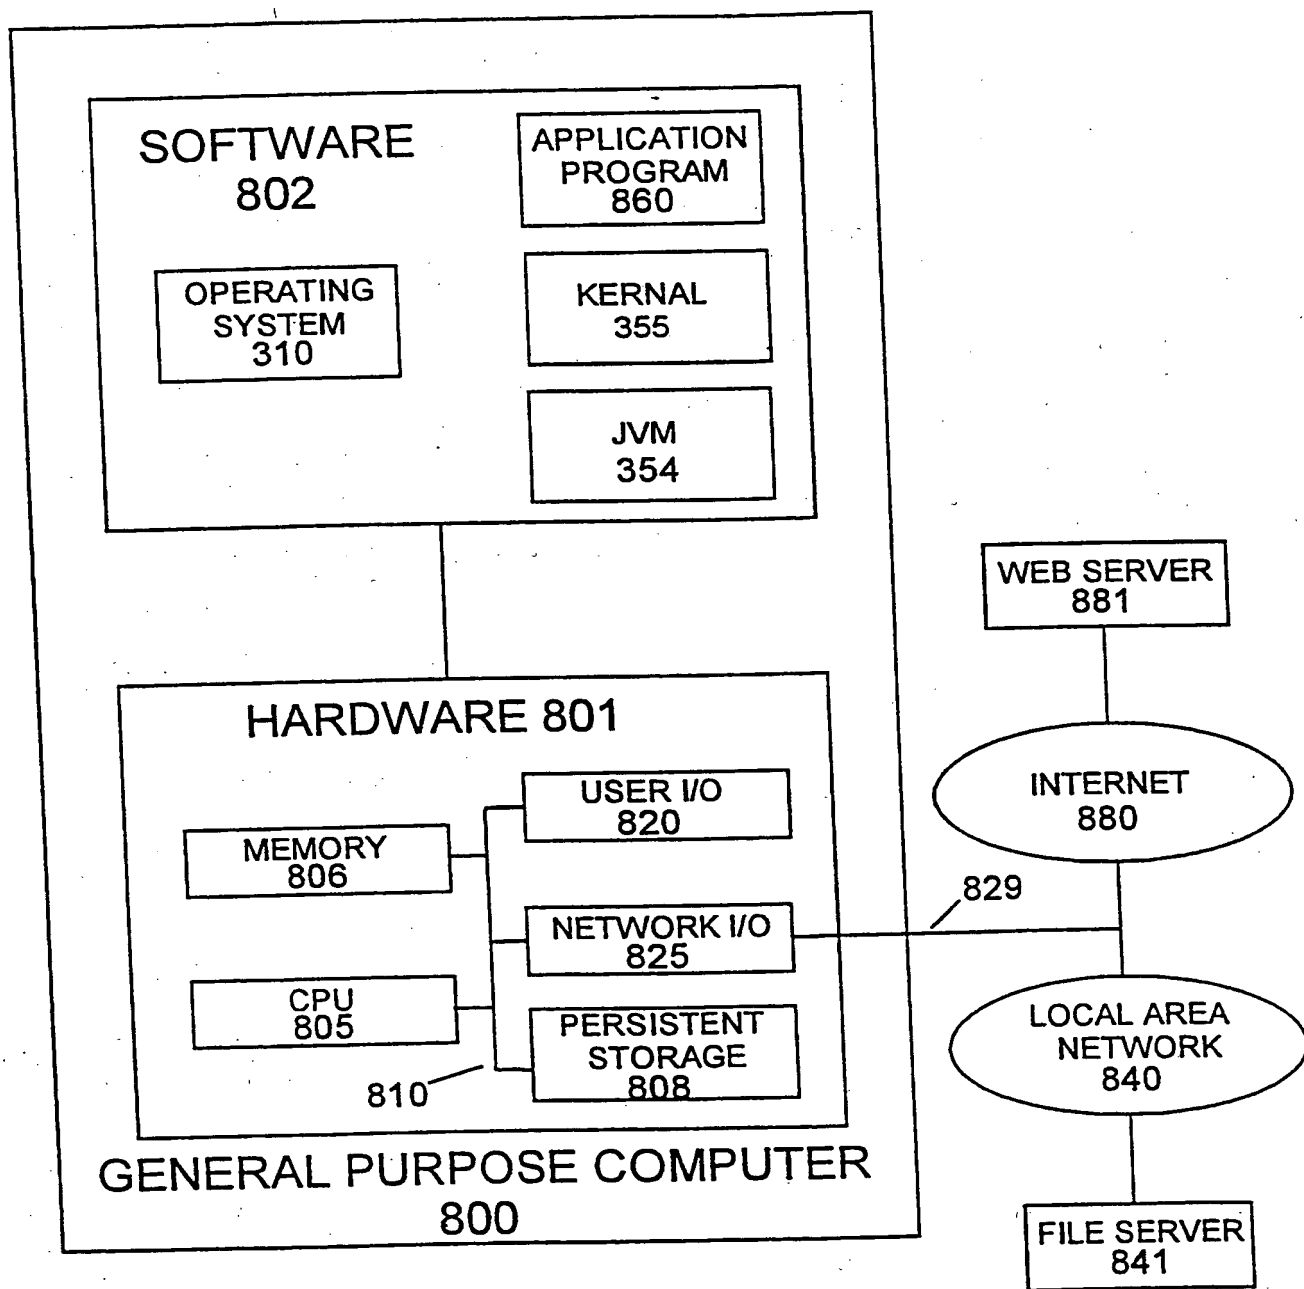 SOFTWARE
802
APPLICATION
PROGRAM
860
OPERATING
SYSTEM
310
KERNAL
355
JVM
354
WEB SERVER
881
HARDWARE 801
USER I/O
820
INTERNET
880
MEMORY
806
829
NETWORK I/O
825
CPU
805
PERSISTENT
STORAGE
808
LOCAL AREA
NETWORK
840
810
GENERAL PURPOSE COMPUTER
800
FILE SERVER
841